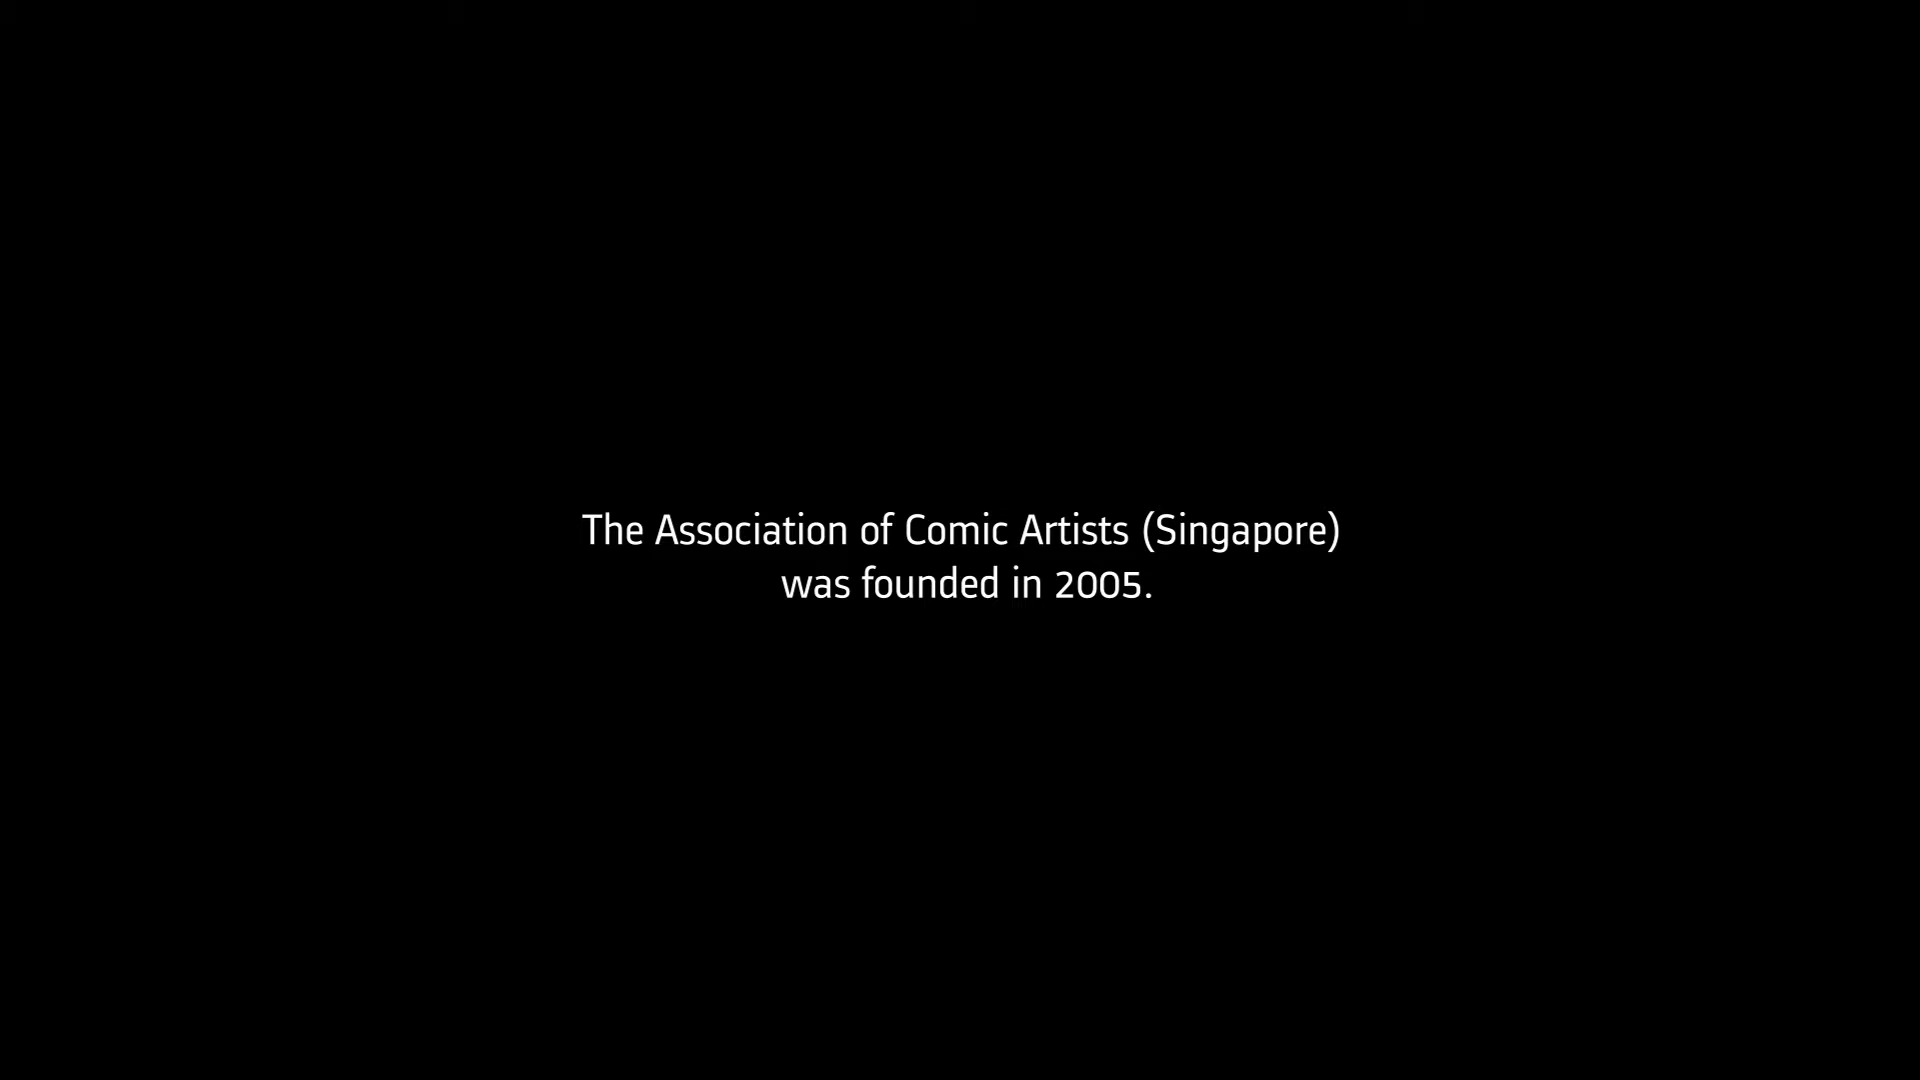 The Association of Comic Artists (Singapore)
was founded in 2005.